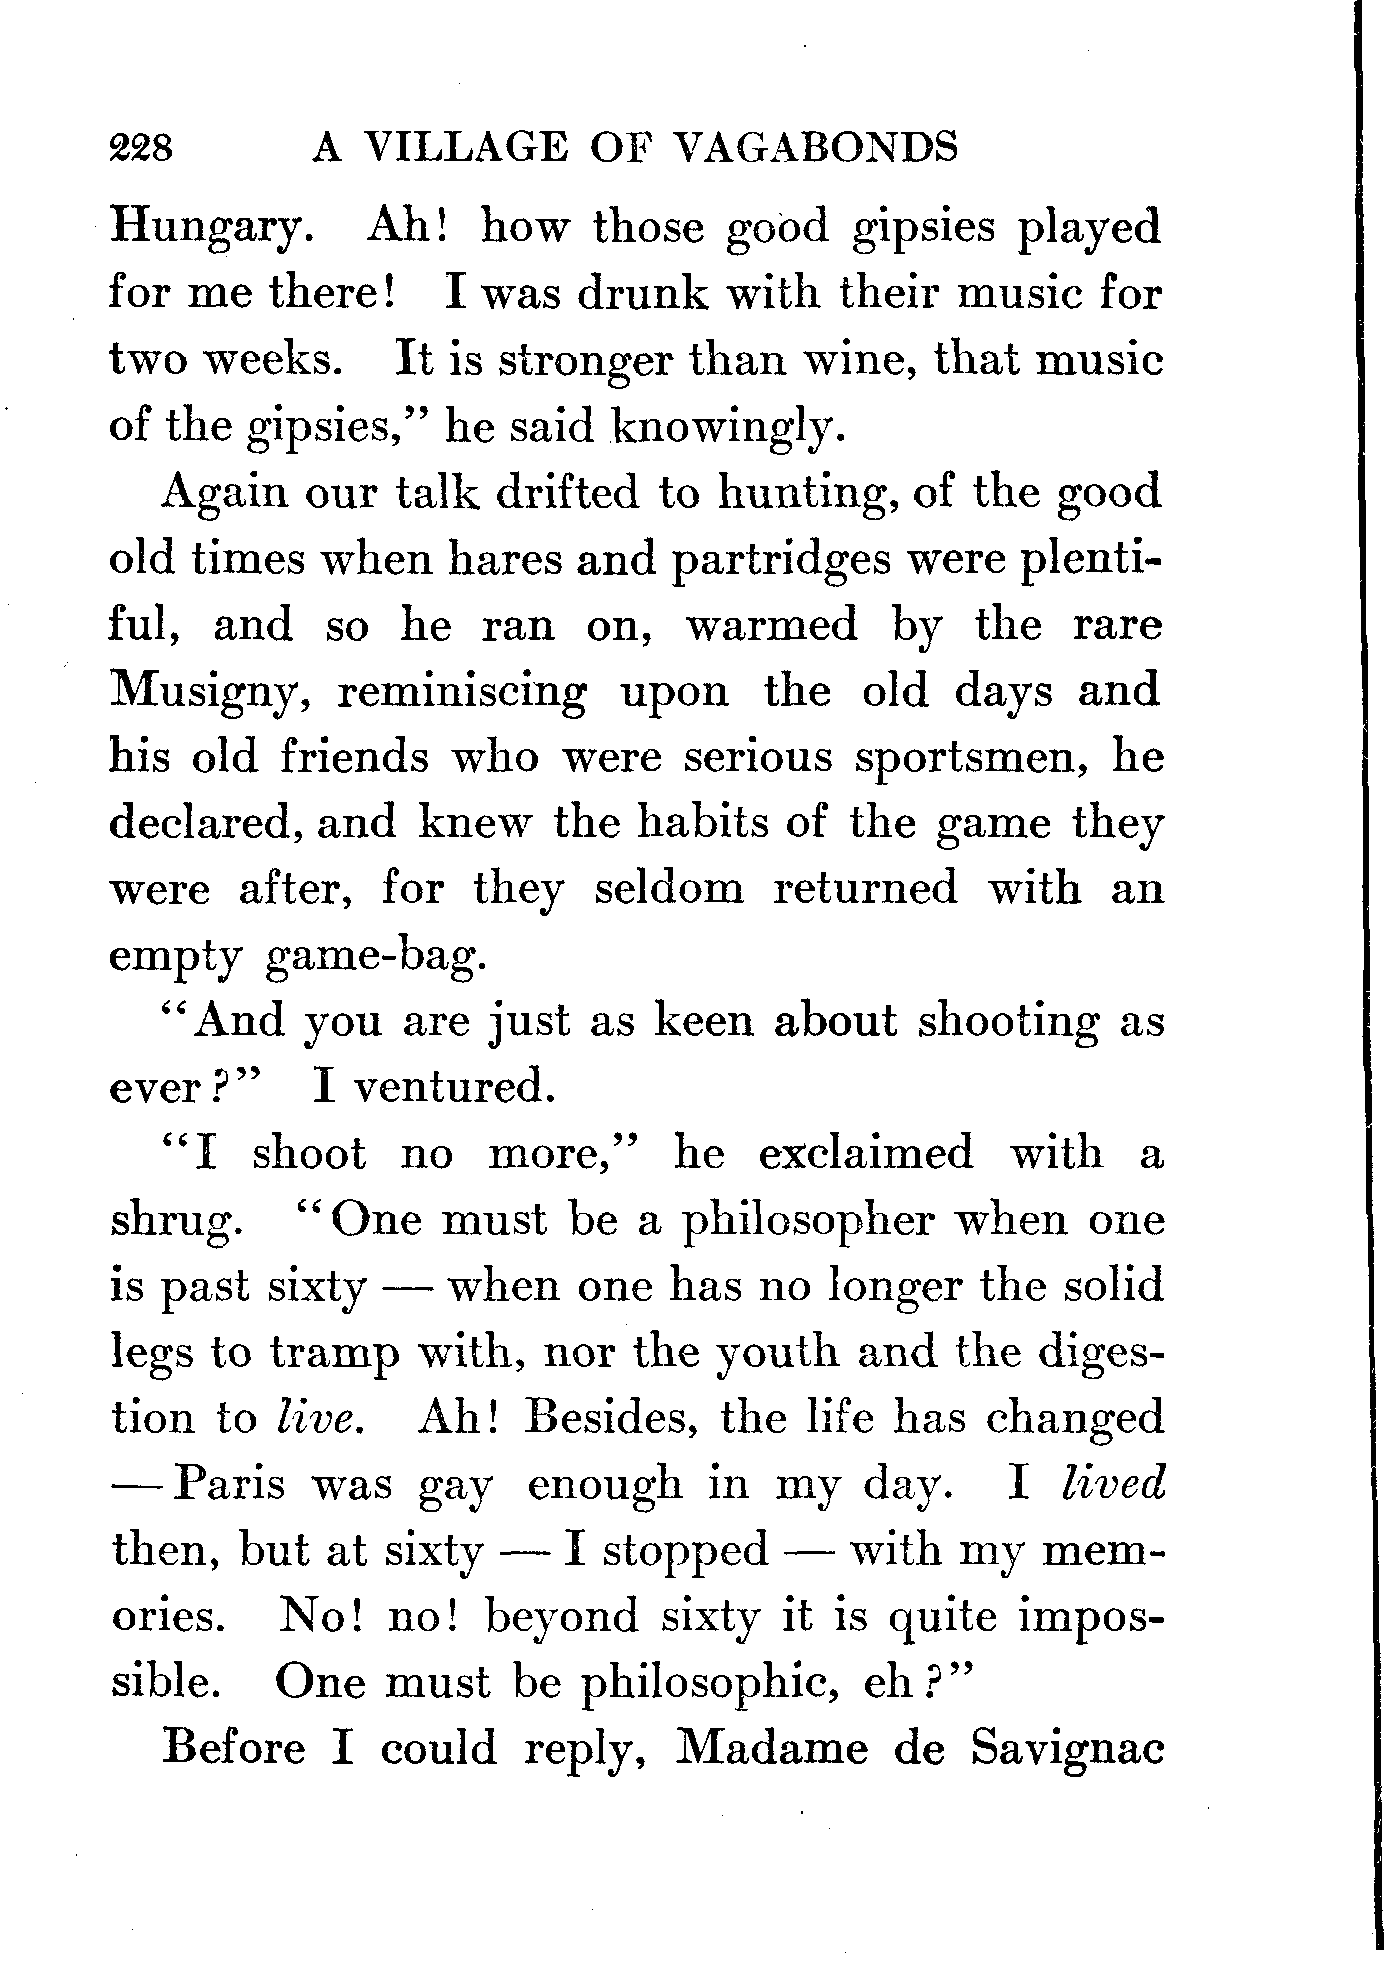 228 A VILLAGE OF VAGABONDS
Hungary. Ah! how those good gipsies played
for me there! I was drunk with their music for
two weeks. It is stronger than wine, that music
of the gipsies,” he said knowingly.
Again our talk drifted to hunting, of the good
old times when hares and partridges were plenti-
ful, and so he ran on, warmed by the rare
Musigny, reminiscing upon the old days and
his old friends who were serious sportsmen, he
declared, and knew the habits of the game they
were after, for they seldom returned with an
empty game-bag.
“And you are just as keen about shooting as
ever?” I ventured.
“I shoot no more,” he exclaimed with a
shrug. “One must be a philosopher when one
is past sixty — when one has no longer the solid
legs to tramp with, nor the youth and the diges-
tion to live. Ah! Besides, the life has changed
— Paris was gay enough in my day. I lived
then, but at sixty — I stopped — with my mem-
ories. No! no! beyond sixty it is quite impos-
sible. One must be philosophic, eh?”
Before I could reply, Madame de Savignac